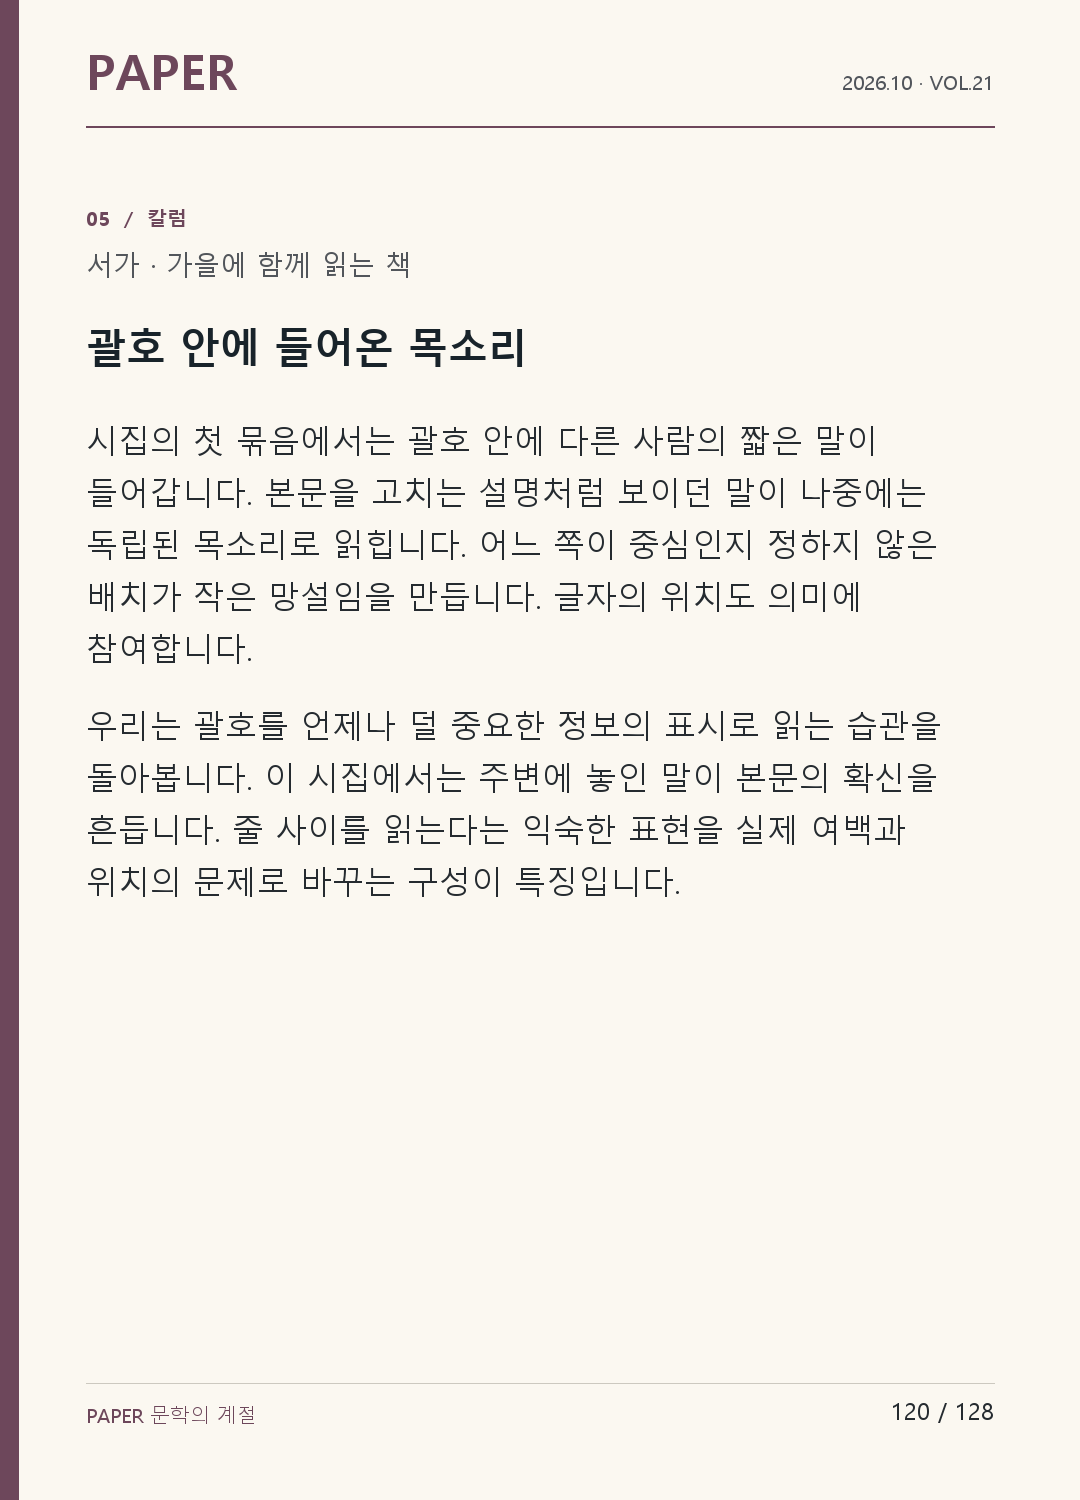 PAPER
2026.10 · VOL.21
05 / 칼럼
서가 · 가을에 함께 읽는 책
괄호 안에 들어온 목소리
시집의 첫 묶음에서는 괄호 안에 다른 사람의 짧은 말이
들어갑니다. 본문을 고치는 설명처럼 보이던 말이 나중에는
독립된 목소리로 읽힙니다. 어느 쪽이 중심인지 정하지 않은
배치가 작은 망설임을 만듭니다. 글자의 위치도 의미에
참여합니다.
우리는 괄호를 언제나 덜 중요한 정보의 표시로 읽는 습관을
돌아봅니다. 이 시집에서는 주변에 놓인 말이 본문의 확신을
흔듭니다. 줄 사이를 읽는다는 익숙한 표현을 실제 여백과
위치의 문제로 바꾸는 구성이 특징입니다.
PAPER 문학의 계절
120 / 128